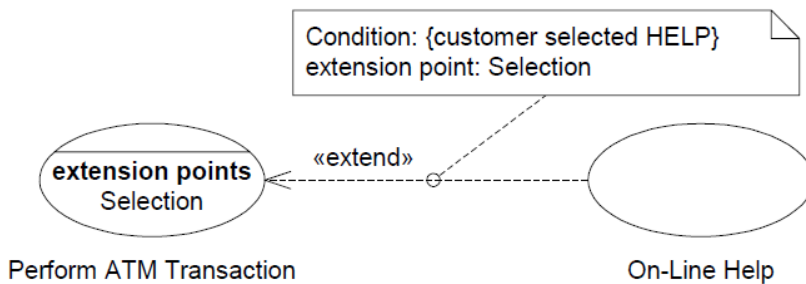 Condition: {customer selected HELP}
extension point: Selection
«extend»
extension points
Selection
Perform ATM Transaction
On-Line Help